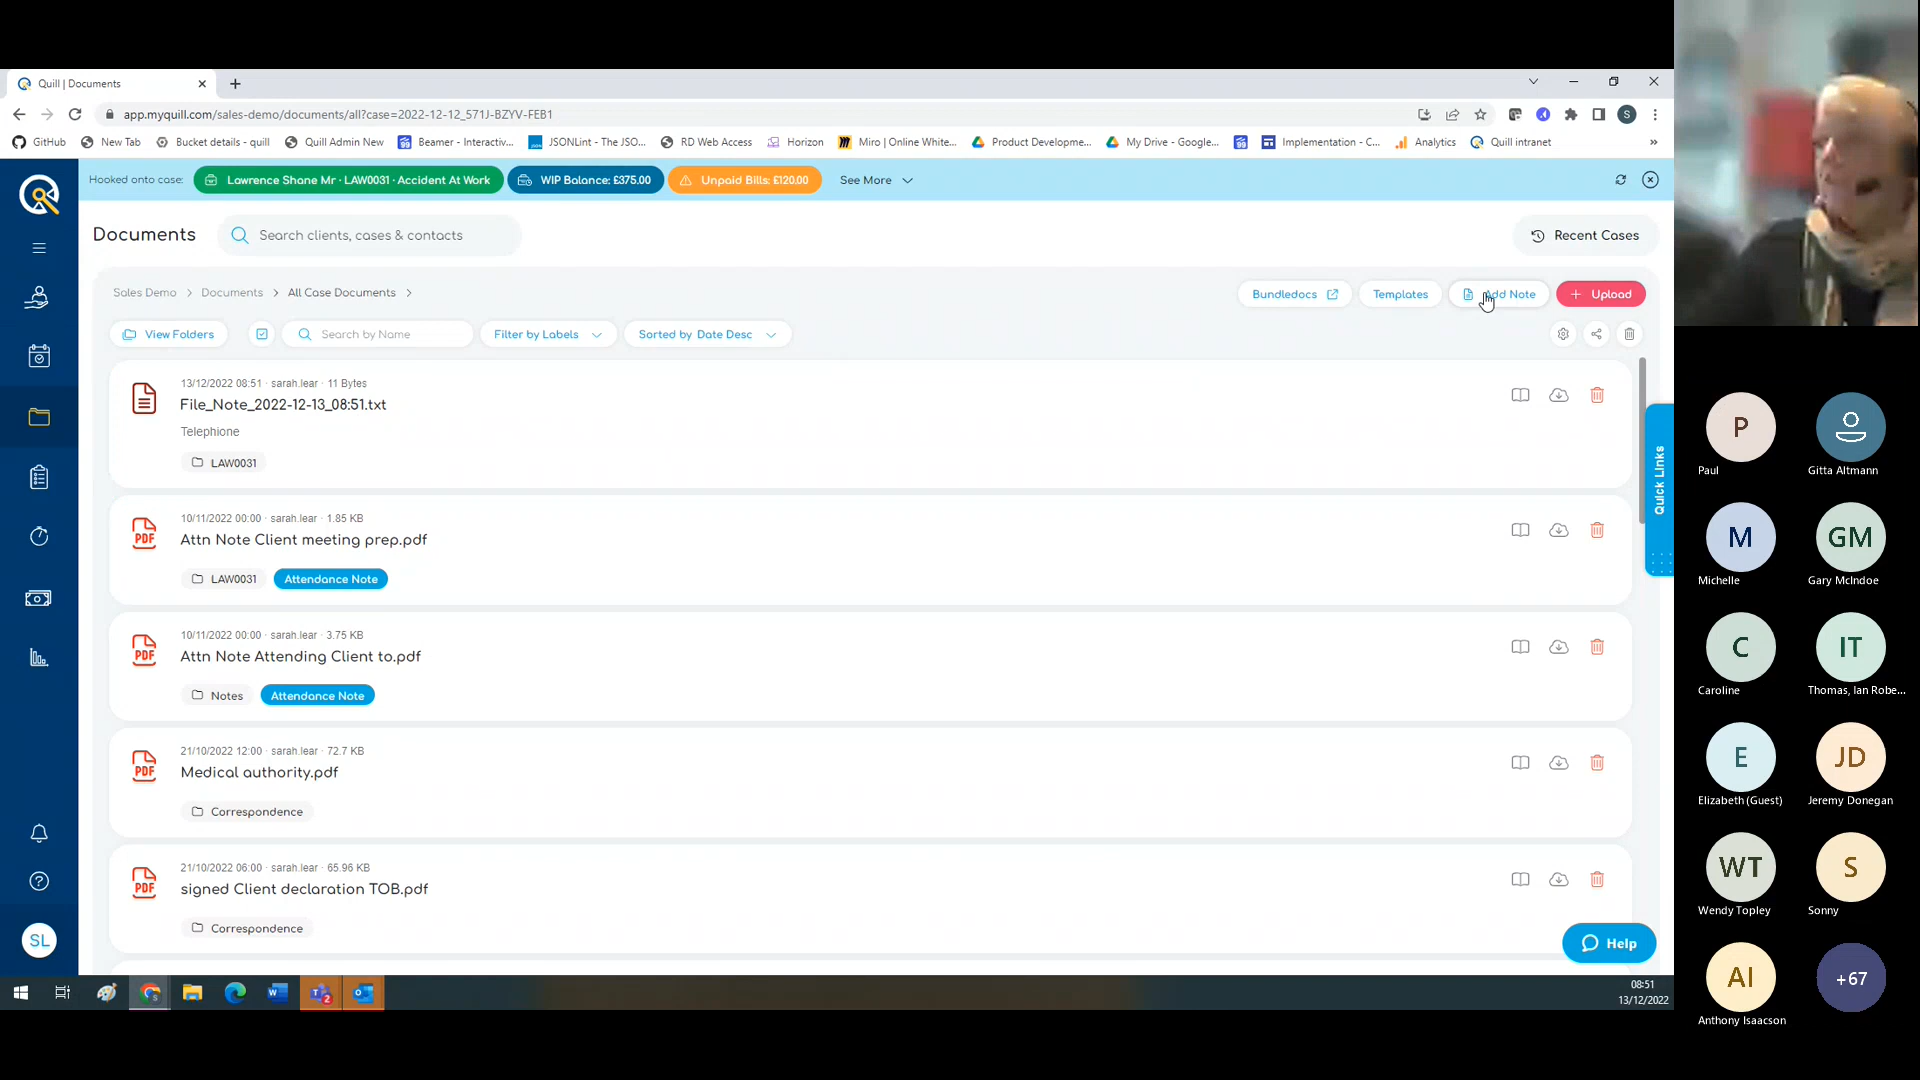 Quill | Documents
app.myquill.com/sales-demo/documents/all?case=2022-12-12_571J-BZYV-FEB1
S
GitHub
New Tab
Bucket details - quill
Quill Admin New
Beamer - Interactiv...
JSONLint - The JSO...
RD Web Access
Horizon
Miro | Online White...
Product Developme...
My Drive - Google...
Implementation - C...
Analytics
Quill intranet
Hooked onto case:
Lawrence Shane Mr · LAW0031 · Accident At Work
WIP Balance: £375.00
Unpaid Bills: £120.00
See More
Documents
Search clients, cases & contacts
Recent Cases
Sales Demo > Documents > All Case Documents >
Bundledocs
Templates
Add Note
+ Upload
View Folders
Search by Name
Filter by Labels
Sorted by Date Desc
13/12/2022 08:51 · sarah.lear · 11 Bytes
File_Note_2022-12-13_08:51.txt
Telephone
LAW0031
PDF
10/11/2022 00:00 · sarah.lear · 1.85 KB
Attn Note Client meeting prep.pdf
LAW0031
Attendance Note
PDF
10/11/2022 00:00 · sarah.lear · 3.75 KB
Attn Note Attending Client to.pdf
Notes
Attendance Note
PDF
21/10/2022 12:00 · sarah.lear · 72.7 KB
Medical authority.pdf
Correspondence
PDF
21/10/2022 06:00 · sarah.lear · 65.96 KB
signed Client declaration TOB.pdf
Correspondence
Quick Links
Help
SL
08:51
13/12/2022
P
Paul
Gitta Altmann
M
Michelle
GM
Gary McIndoe
C
Caroline
IT
Thomas, Ian Robe...
E
Elizabeth (Guest)
JD
Jeremy Donegan
WT
Wendy Topley
S
Sonny
AI
Anthony Isaacson
+67